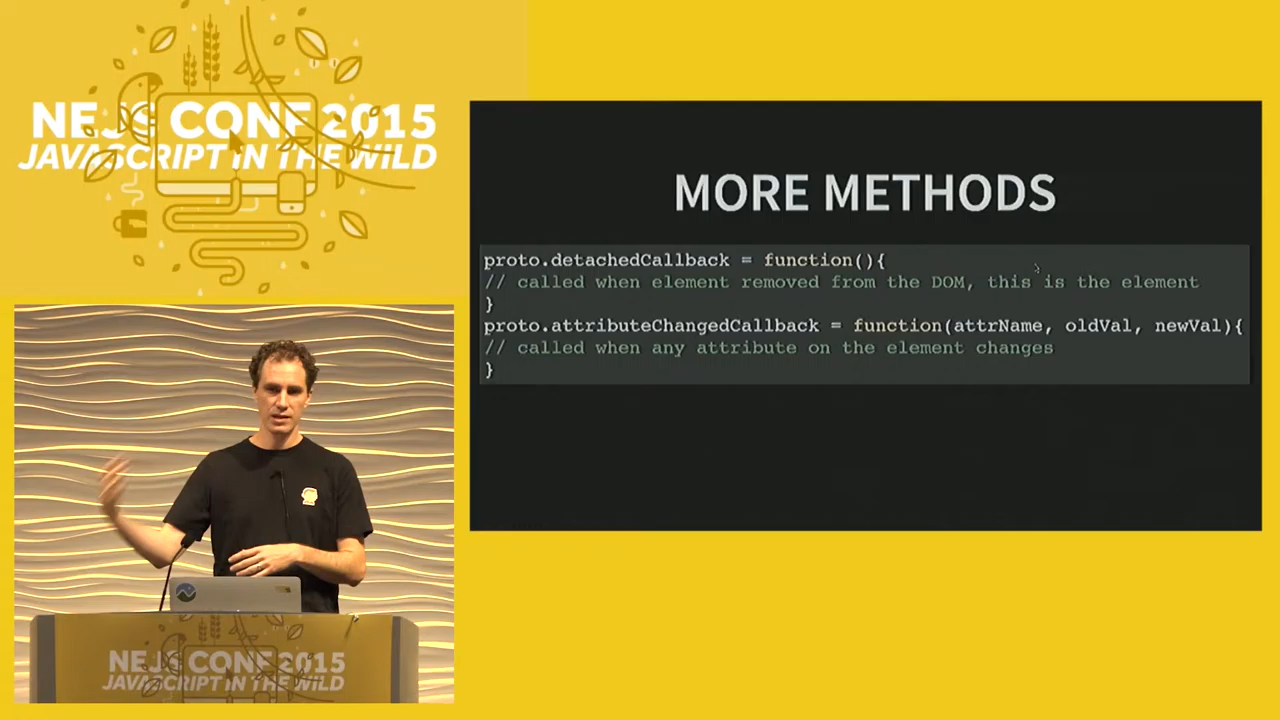 NEJS CONF 2015
JAVASCRIPT IN THE WILD
MORE METHODS
proto.detachedCallback = function(){
// called when element removed from the DOM, this is the element
}
proto.attributeChangedCallback = function(attrName, oldVal, newVal){
// called when any attribute on the element changes
}
NEJS CONF 2015
JAVASCRIPT IN THE WILD